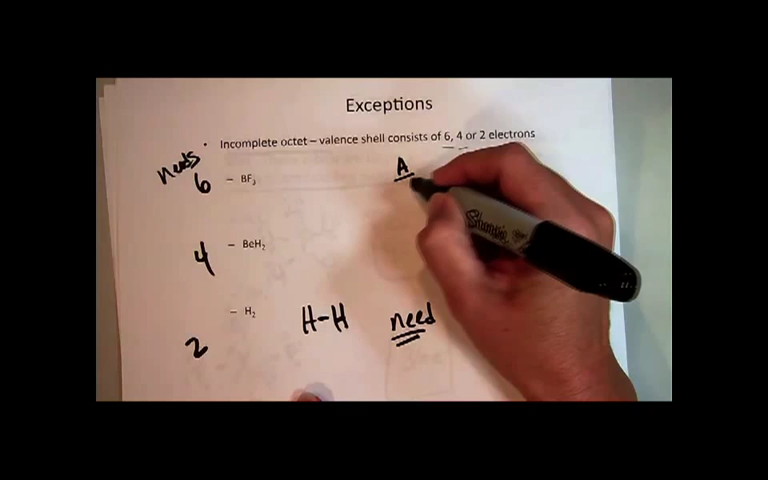 Exceptions
• Incomplete octet – valence shell consists of 6, 4 or 2 electrons
needs
6 – BF₃ A
4 – BeH₂
2 – H₂ H-H need
Sharpie